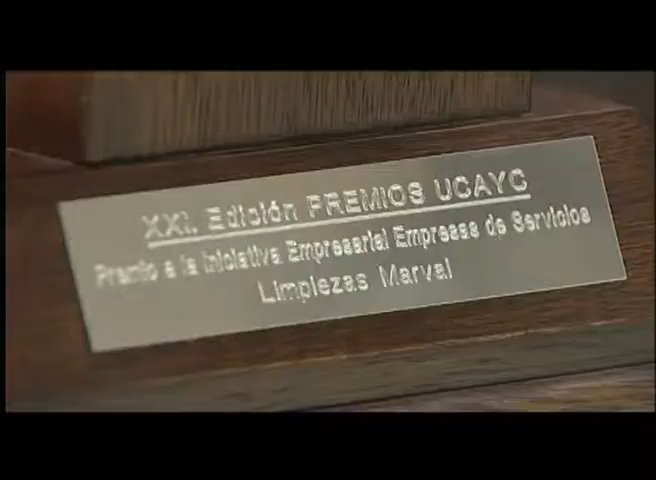 XXI. Edición PREMIOS UCAYC
Premio a la Iniciativa Empresarial Empresas de Servicios
Limpiezas Marval